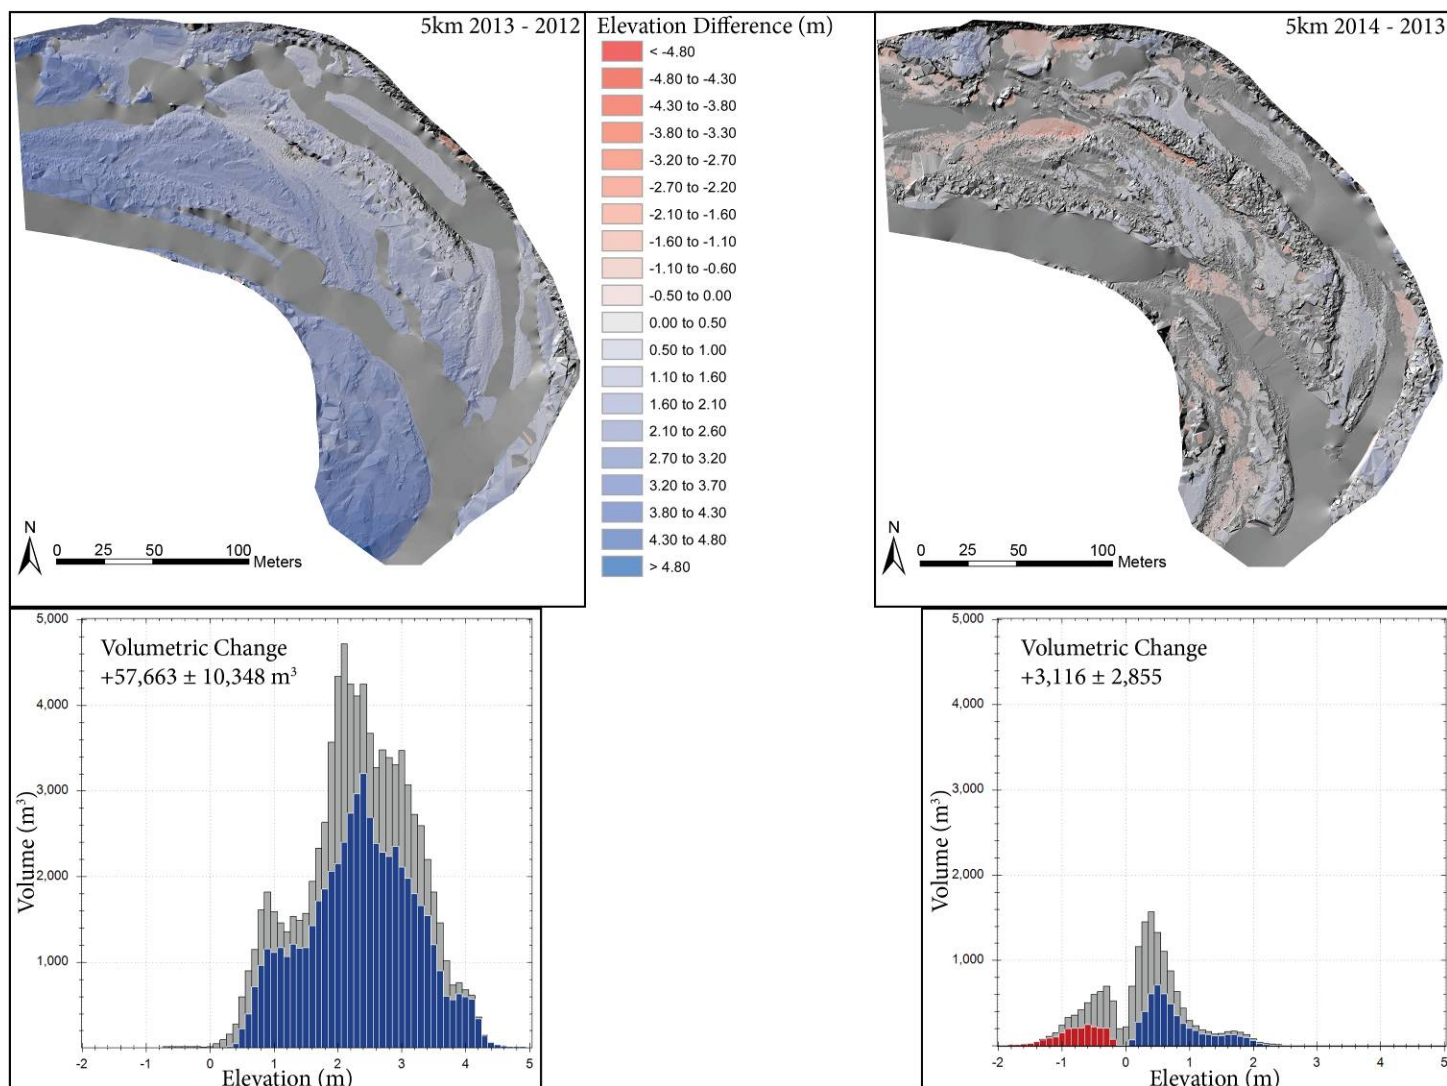 5km 2013 - 2012
Elevation Difference (m)
< -4.80
-4.80 to -4.30
-4.30 to -3.80
-3.80 to -3.30
-3.20 to -2.70
-2.70 to -2.20
-2.10 to -1.60
-1.60 to -1.10
-1.10 to -0.60
-0.50 to 0.00
0.00 to 0.50
0.50 to 1.00
1.10 to 1.60
1.60 to 2.10
2.10 to 2.60
2.70 to 3.20
3.20 to 3.70
3.80 to 4.30
4.30 to 4.80
> 4.80
5km 2014 - 2013
N
0 25 50 100
Meters
N
0 25 50 100
Meters
Volumetric Change
+57,663 ± 10,348 m³
5,000
4,000
3,000
2,000
1,000
Volume (m³)
-2 -1 0 1 2 3 4 5
Elevation (m)
Volumetric Change
+3,116 ± 2,855
5,000
4,000
3,000
2,000
1,000
Volume (m³)
-2 -1 0 1 2 3 4 5
Elevation (m)